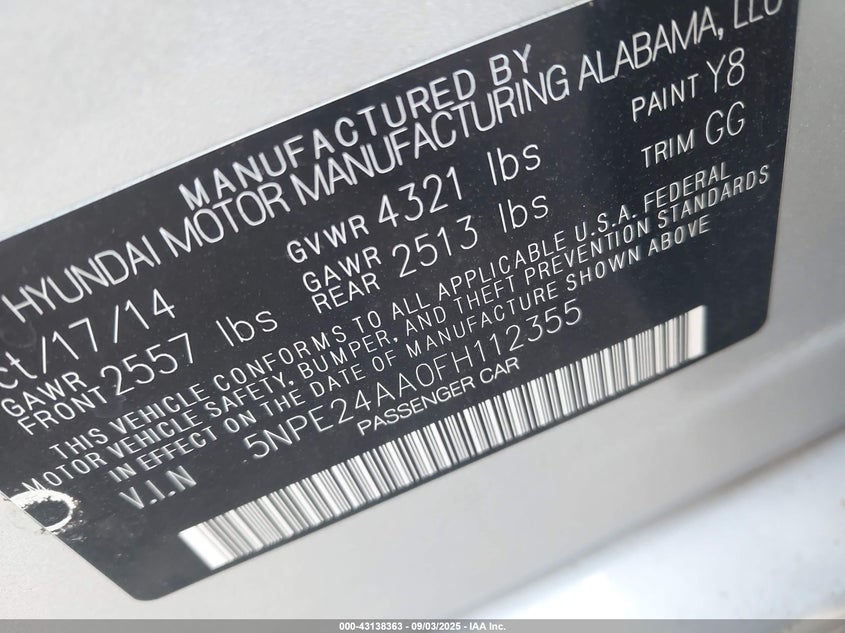 MANUFACTURED BY
HYUNDAI MOTOR MANUFACTURING ALABAMA, LLC
ct/17/14 GVWR 4321 lbs PAINT Y8
GAWR FRONT 2557 lbs GAWR REAR 2513 lbs TRIM GG
THIS VEHICLE CONFORMS TO ALL APPLICABLE U.S.A. FEDERAL
MOTOR VEHICLE SAFETY, BUMPER, AND THEFT PREVENTION STANDARDS
IN EFFECT ON THE DATE OF MANUFACTURE SHOWN ABOVE
V.I.N 5NPE24AA0FH112355
PASSENGER CAR
000-43138363 - 09/03/2025 - IAA Inc.